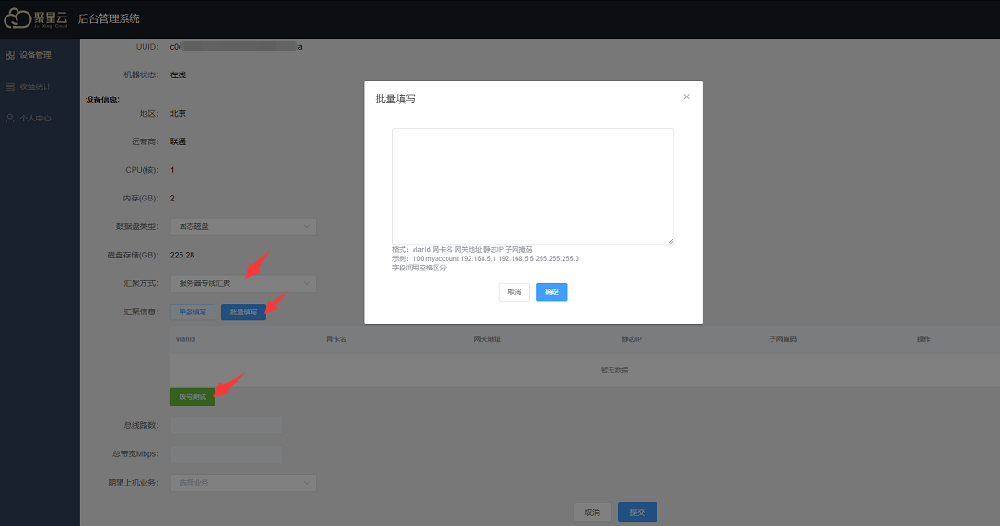 聚星云
Ju Xing Cloud
后台管理系统
设备管理
收益统计
个人中心
UUID: c0 a
机器状态: 在线
设备信息:
地区: 北京
运营商: 联通
CPU(核): 1
内存(GB): 2
数据盘类型: 固态磁盘
磁盘存储(GB): 225.28
汇聚方式: 服务器专线汇聚
汇聚信息: 单条填写 批量填写
vlanId 网卡名 网关地址 静态IP 子网掩码 操作
暂无数据
拨号测试
总线路数:
总带宽Mbps:
期望上机业务: 选择业务
取消 提交
批量填写
格式: vlanid 网卡名 网关地址 静态IP 子网掩码
示例: 100 myaccount 192.168.5.1 192.168.5.5 255.255.255.0
字段间用空格区分
取消 确定